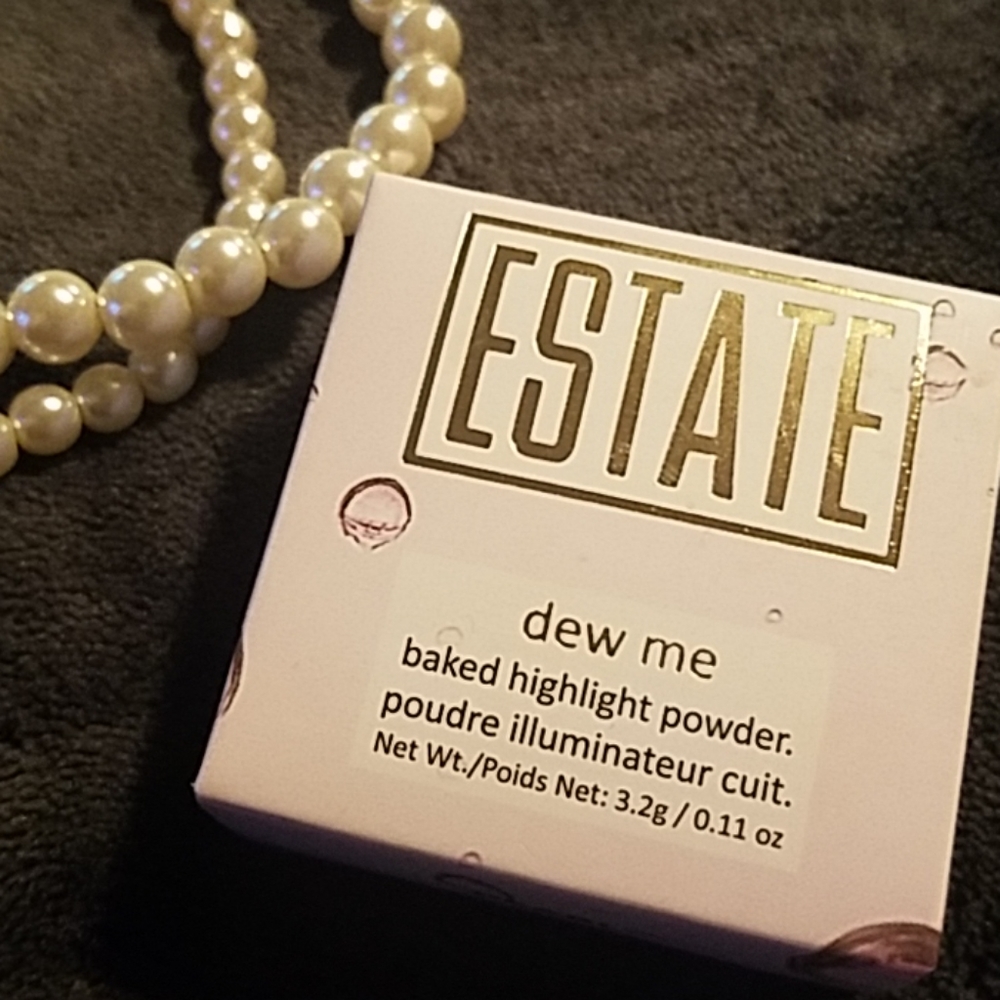 ESTATE
dew me
baked highlight powder.
poudre illuminateur cuit.
Net Wt./Poids Net: 3.2g / 0.11 oz